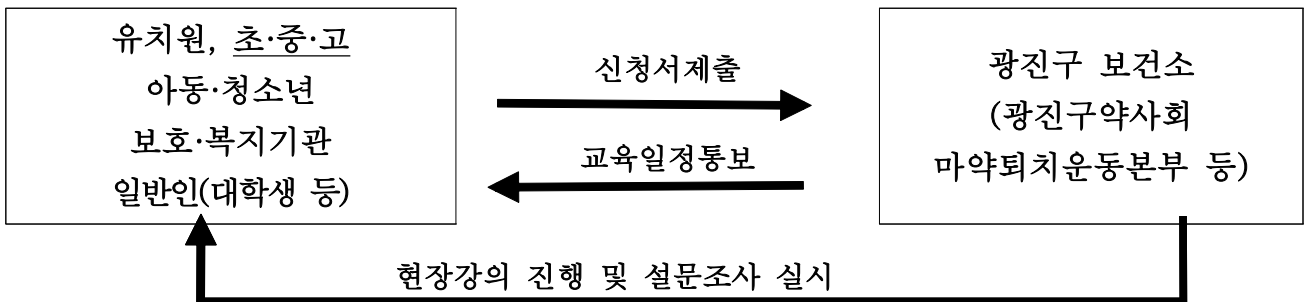 유치원, 초·중·고
아동·청소년
보호·복지기관
일반인(대학생 등)
신청서제출
교육일정통보
광진구 보건소
(광진구약사회
마약퇴치운동본부 등)
현장강의 진행 및 설문조사 실시